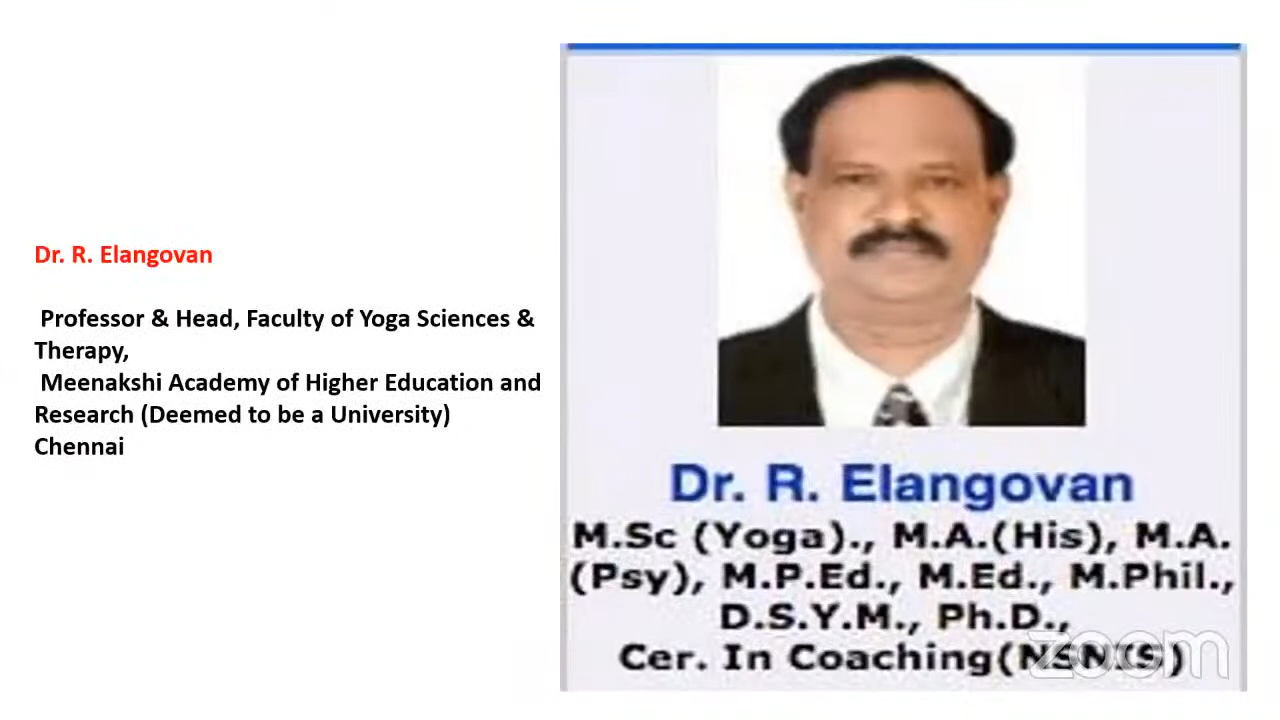 Dr. R. Elangovan
Professor & Head, Faculty of Yoga Sciences &
Therapy,
Meenakshi Academy of Higher Education and
Research (Deemed to be a University)
Chennai
Dr. R. Elangovan
M.Sc (Yoga)., M.A.(His), M.A.
(Psy), M.P.Ed., M.Ed., M.Phil.,
D.S.Y.M., Ph.D.,
Cer. In Coaching(NSNIS)
zoom